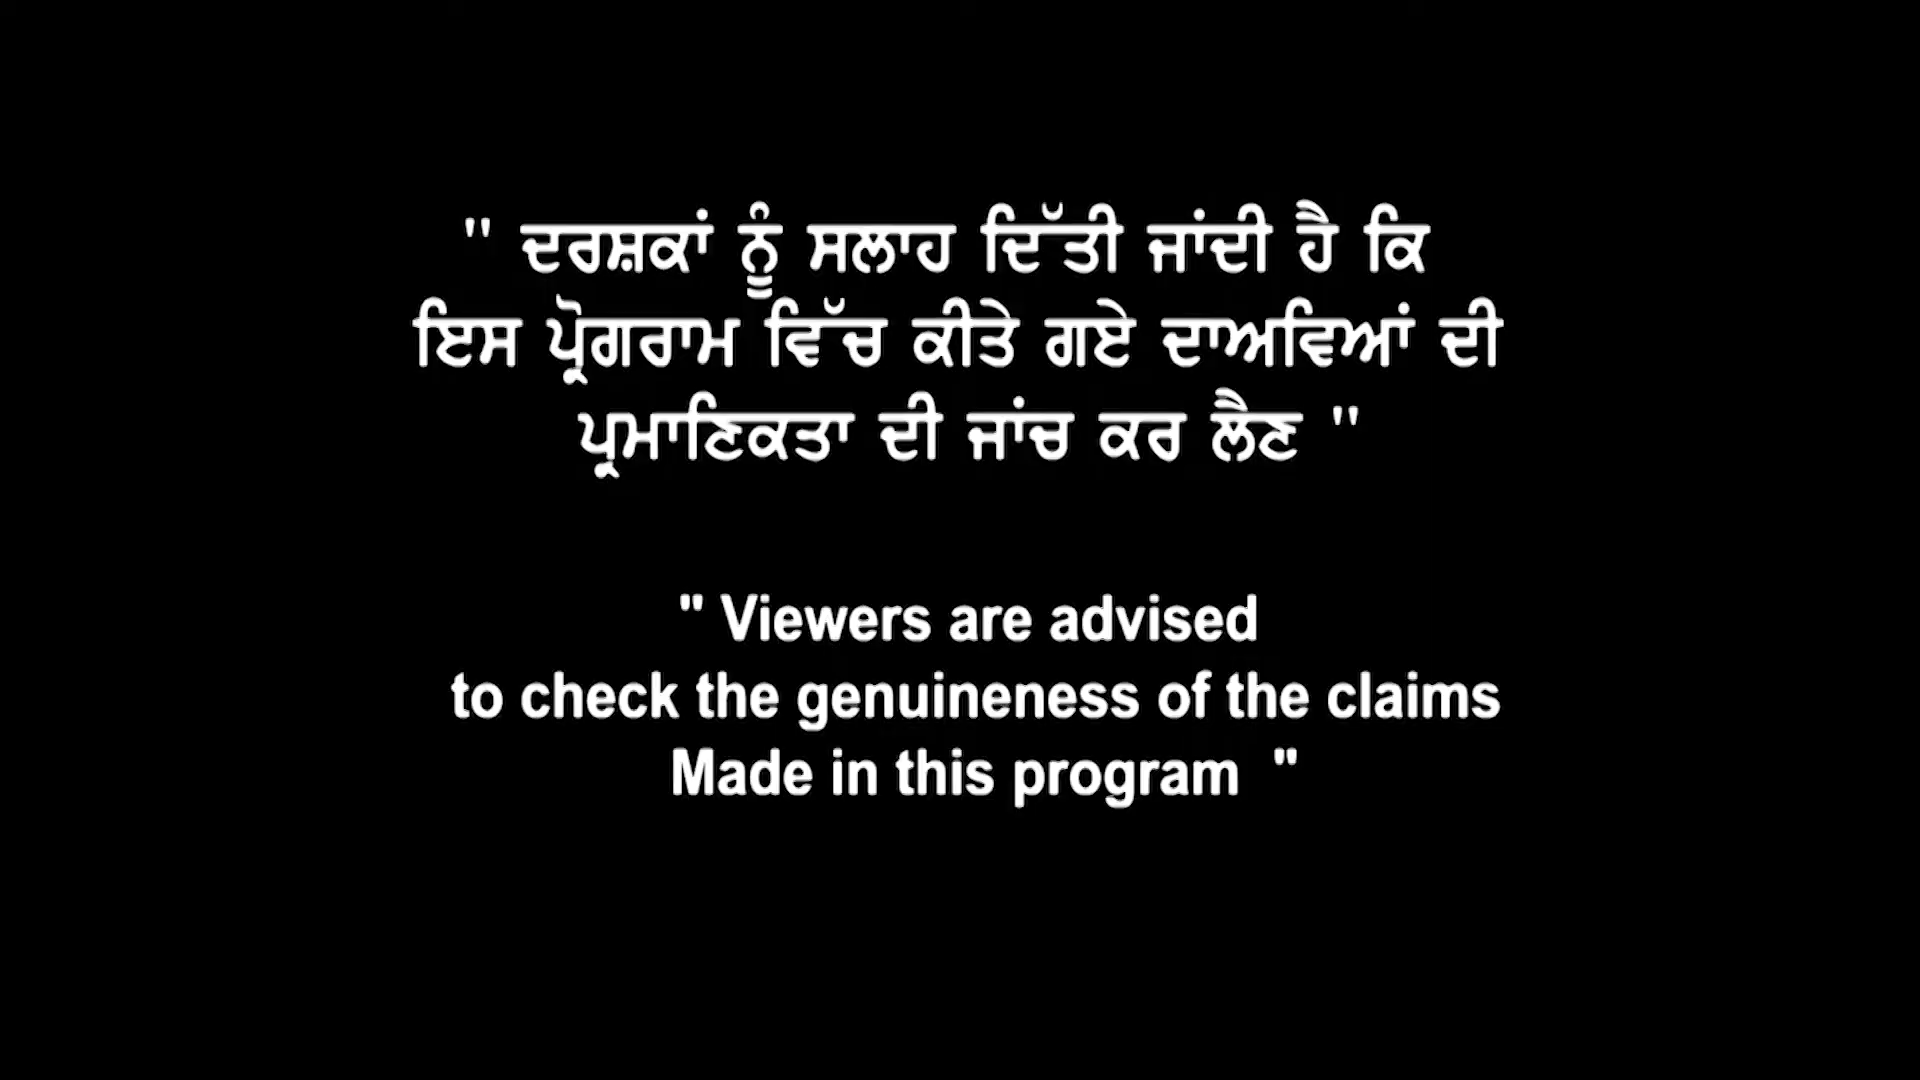 " ਦਰਸ਼ਕਾਂ ਨੂੰ ਸਲਾਹ ਦਿੱਤੀ ਜਾਂਦੀ ਹੈ ਕਿ
ਇਸ ਪ੍ਰੋਗਰਾਮ ਵਿੱਚ ਕੀਤੇ ਗਏ ਦਾਅਵਿਆਂ ਦੀ
ਪ੍ਰਮਾਣਿਕਤਾ ਦੀ ਜਾਂਚ ਕਰ ਲੈਣ "
" Viewers are advised
to check the genuineness of the claims
Made in this program "